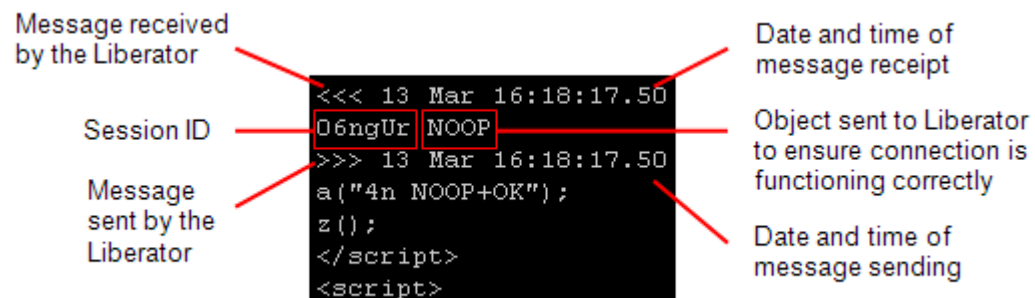 Message received
by the Liberator
Session ID
Message
sent by the
Liberator
<<< 13 Mar 16:18:17.50
06ngUr NOOP
>>> 13 Mar 16:18:17.50
a("4n NOOP+OK");
z();
</script>
<script>
Date and time of
message receipt
Object sent to Liberator
to ensure connection is
functioning correctly
Date and time of
message sending